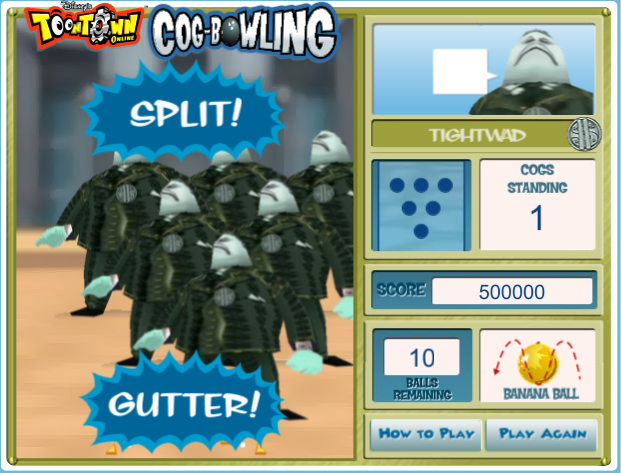 Disney's
TOONTOWN
ONLINE
COG-BOWLING
SPLIT!
GUTTER!
TIGHTWAD
COGS
STANDING
1
SCORE 500000
10
BALLS
REMAINING
BANANA BALL
HOW TO PLAY
PLAY AGAIN